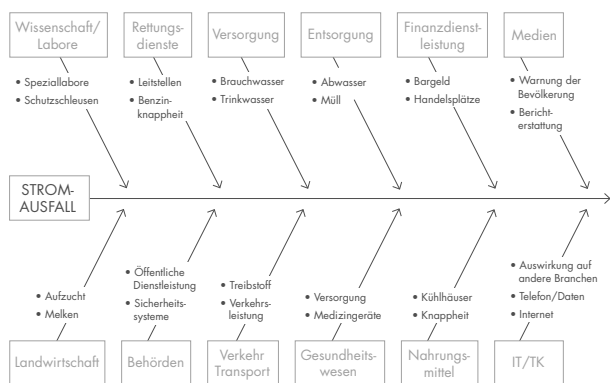 Wissenschaft/
Labore
Rettungs-
dienste
Versorgung
Entsorgung
Finanzdienst-
leistung
Medien
• Speziallabore
• Schutzschleusen
• Leitstellen
• Benzin-
knappheit
• Brauchwasser
• Trinkwasser
• Abwasser
• Müll
• Bargeld
• Handelsplätze
• Warnung der
Bevölkerung
• Bericht-
erstattung
STROM-
AUSFALL
• Aufzucht
• Melken
• Öffentliche
Dienstleistung
• Sicherheits-
systeme
• Treibstoff
• Verkehrs-
leistung
• Versorgung
• Medizingeräte
• Kühlhäuser
• Knappheit
• Auswirkung auf
andere Branchen
• Telefon/Daten
• Internet
Landwirtschaft
Behörden
Verkehr
Transport
Gesundheits-
wesen
Nahrungs-
mittel
IT/TK